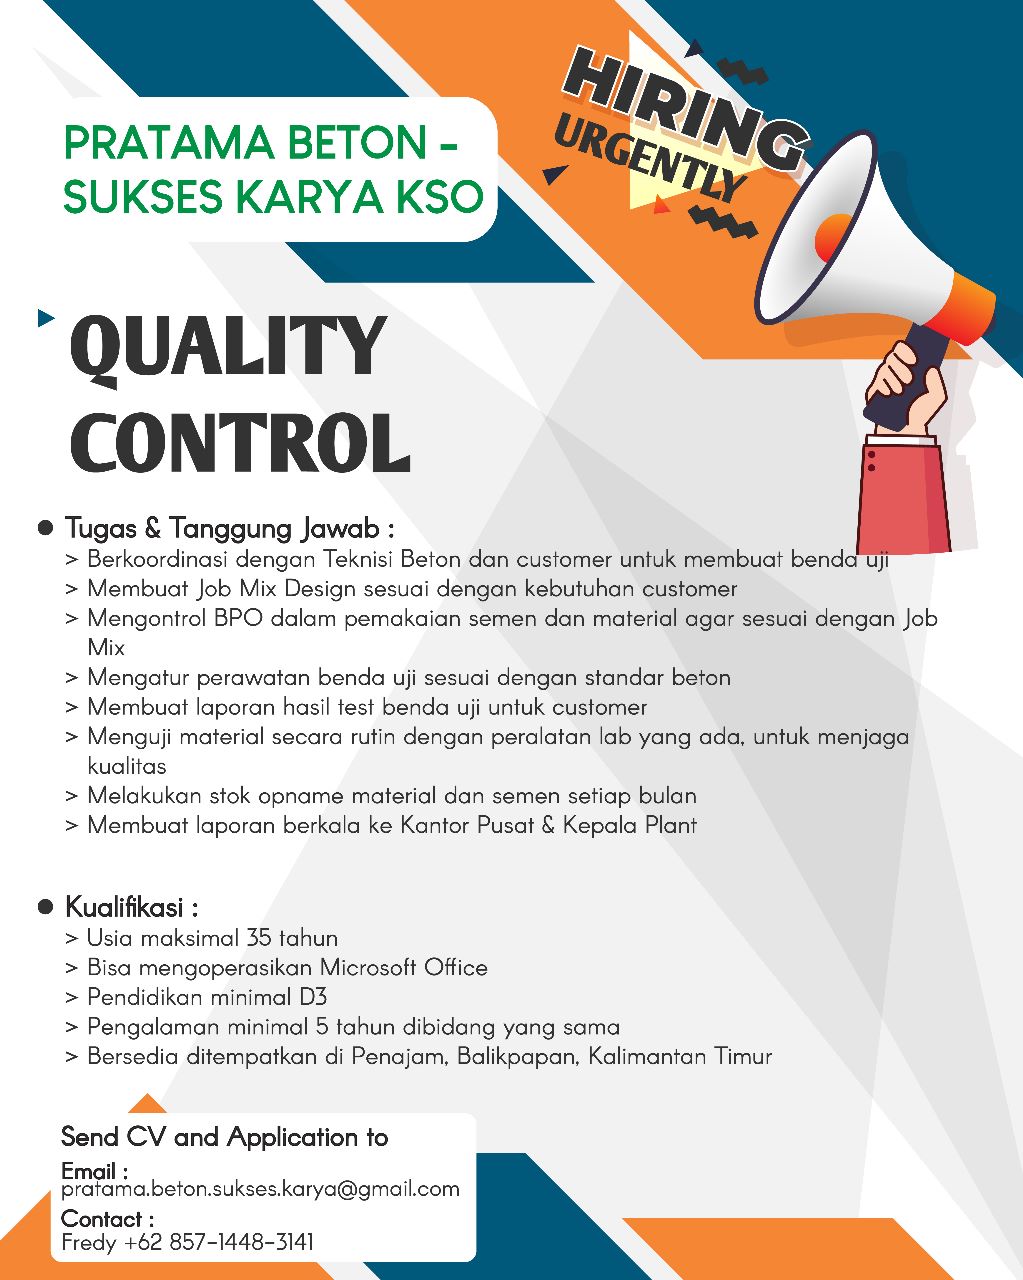 HIRING
URGENTLY
PRATAMA BETON -
SUKSES KARYA KSO
QUALITY
CONTROL
● Tugas & Tanggung Jawab :
> Berkoordinasi dengan Teknisi Beton dan customer untuk membuat benda uji
> Membuat Job Mix Design sesuai dengan kebutuhan customer
> Mengontrol BPO dalam pemakaian semen dan material agar sesuai dengan Job
Mix
> Mengatur perawatan benda uji sesuai dengan standar beton
> Membuat laporan hasil test benda uji untuk customer
> Menguji material secara rutin dengan peralatan lab yang ada, untuk menjaga
kualitas
> Melakukan stok opname material dan semen setiap bulan
> Membuat laporan berkala ke Kantor Pusat & Kepala Plant
● Kualifikasi :
> Usia maksimal 35 tahun
> Bisa mengoperasikan Microsoft Office
> Pendidikan minimal D3
> Pengalaman minimal 5 tahun dibidang yang sama
> Bersedia ditempatkan di Penajam, Balikpapan, Kalimantan Timur
Send CV and Application to
Email :
pratama.beton.sukses.karya@gmail.com
Contact :
Fredy +62 857-1448-3141